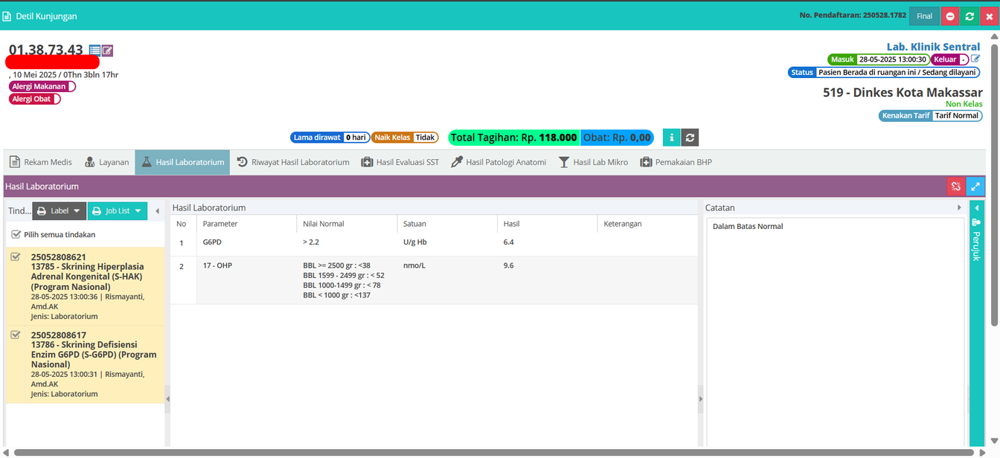 Detil Kunjungan
No. Pendaftaran: 250528.1782
Final
01.38.73.43
, 10 Mei 2025 / 0Thn 3bln 17hr
Alergi Makanan
Alergi Obat
Lab. Klinik Sentral
Masuk 28-05-2025 13:00:30 Keluar -
Status Pasien Berada di ruangan ini / Sedang dilayani
519 - Dinkes Kota Makassar
Non Kelas
Kenakan Tarif Tarif Normal
Lama dirawat 0 hari Naik Kelas Tidak Total Tagihan: Rp. 118.000 Obat: Rp. 0,00
Rekam Medis Layanan Hasil Laboratorium Riwayat Hasil Laboratorium Hasil Evaluasi SST Hasil Patologi Anatomi Hasil Lab Mikro Pemakaian BHP
Hasil Laboratorium
Tind... Label Job List
Pilih semua tindakan
25052808621
13785 - Skrining Hiperplasia
Adrenal Kongenital (S-HAK)
(Program Nasional)
28-05-2025 13:00:36 | Rismayanti,
Amd.AK
Jenis: Laboratorium
25052808617
13786 - Skrining Defisiensi
Enzim G6PD (S-G6PD) (Program
Nasional)
28-05-2025 13:00:31 | Rismayanti,
Amd.AK
Jenis: Laboratorium
Hasil Laboratorium
No Parameter Nilai Normal Satuan Hasil Keterangan
1 G6PD > 2.2 U/g Hb 6.4
2 17 - OHP BBL >= 2500 gr : <38 nmo/L 9.6
BBL 1599 - 2499 gr : < 52
BBL 1000-1499 gr : < 78
BBL < 1000 gr : <137
Catatan
Dalam Batas Normal
Perujuk